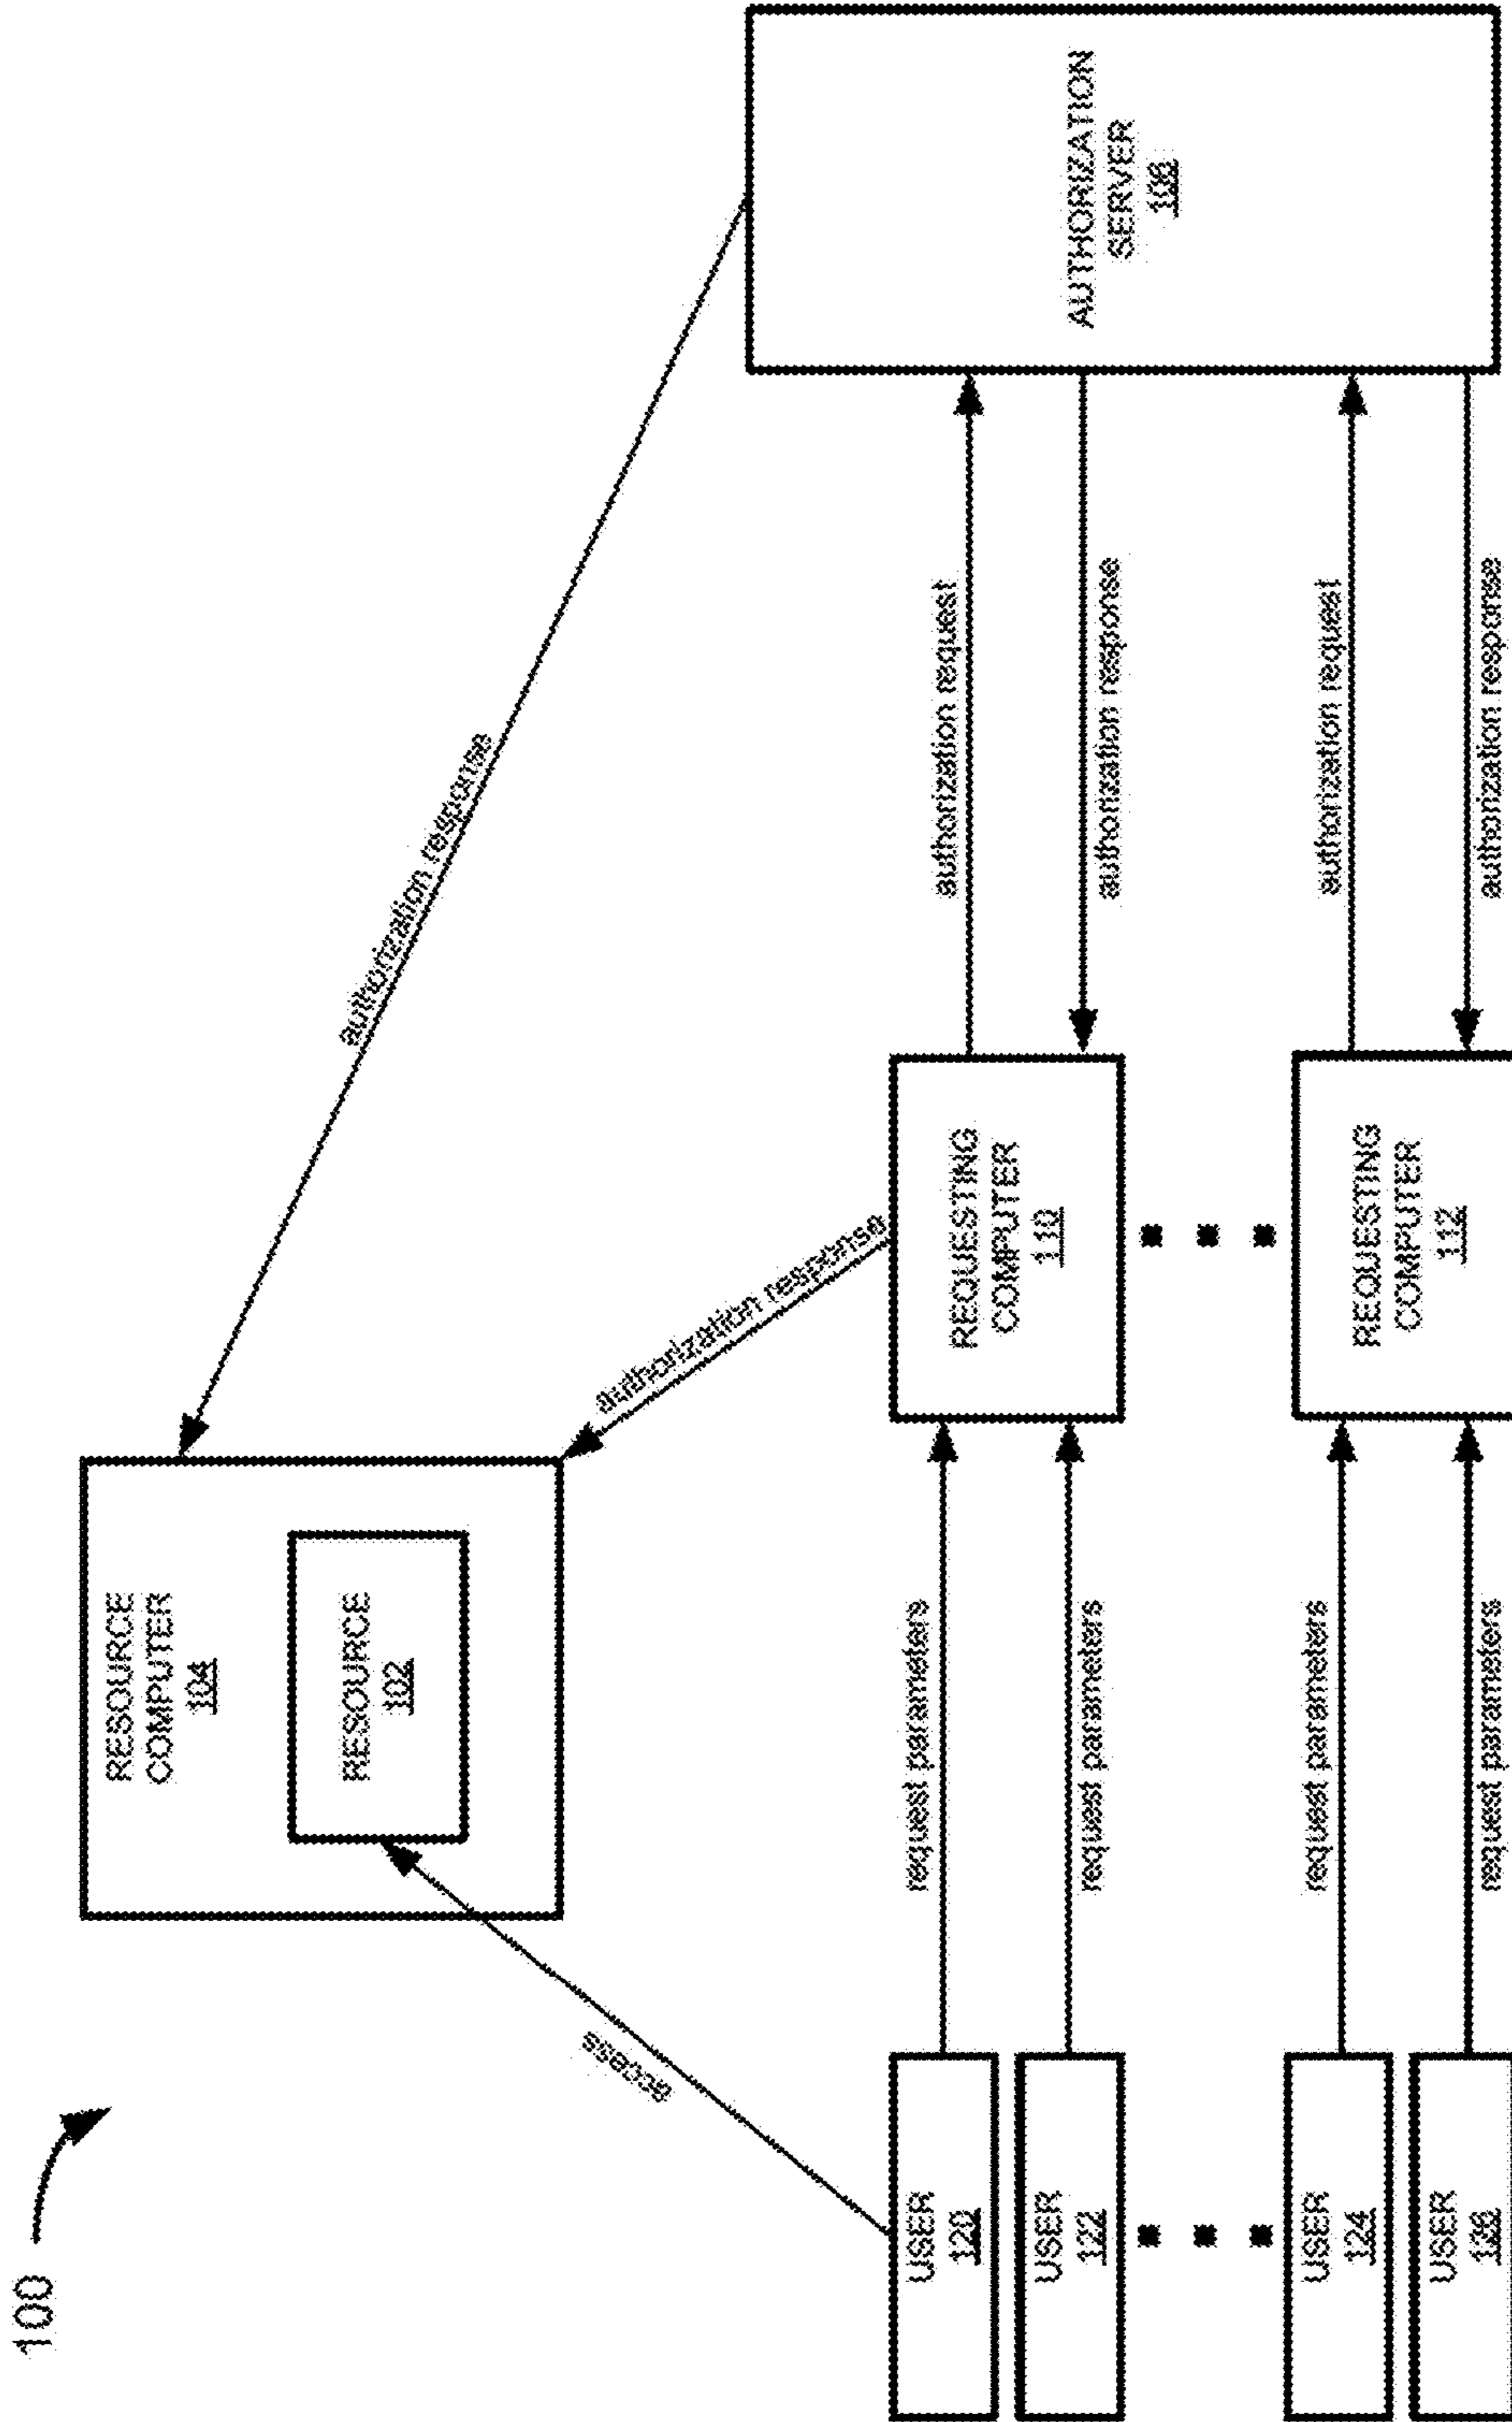 100
RESOURCE
COMPUTER
104
RESOURCE
102
authorization response
access
authorization response
USER
120
request parameters
REQUESTING
COMPUTER
110
authorization request
USER
122
request parameters
authorization response
AUTHORIZATION
SERVER
USER
124
request parameters
REQUESTING
COMPUTER
112
authorization request
USER
request parameters
authorization response